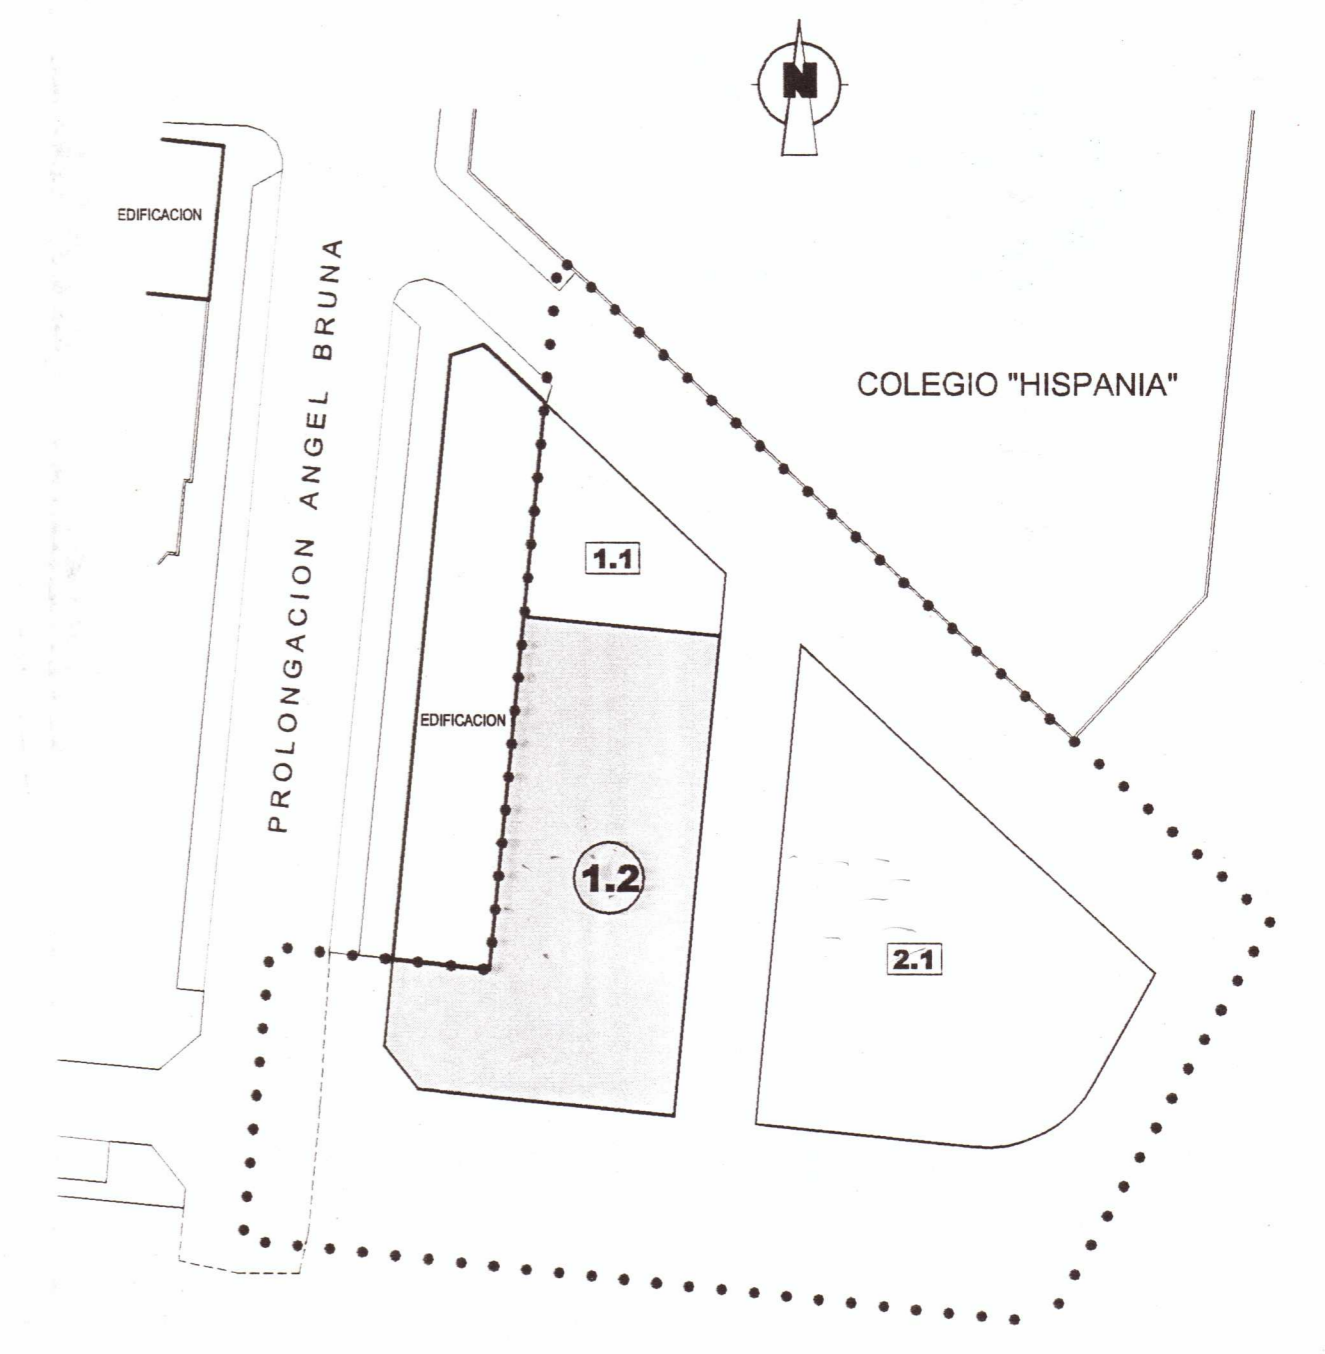 N
EDIFICACION
PROLONGACION ANGEL BRUNA
COLEGIO "HISPANIA"
1.1
EDIFICACION
1.2
2.1